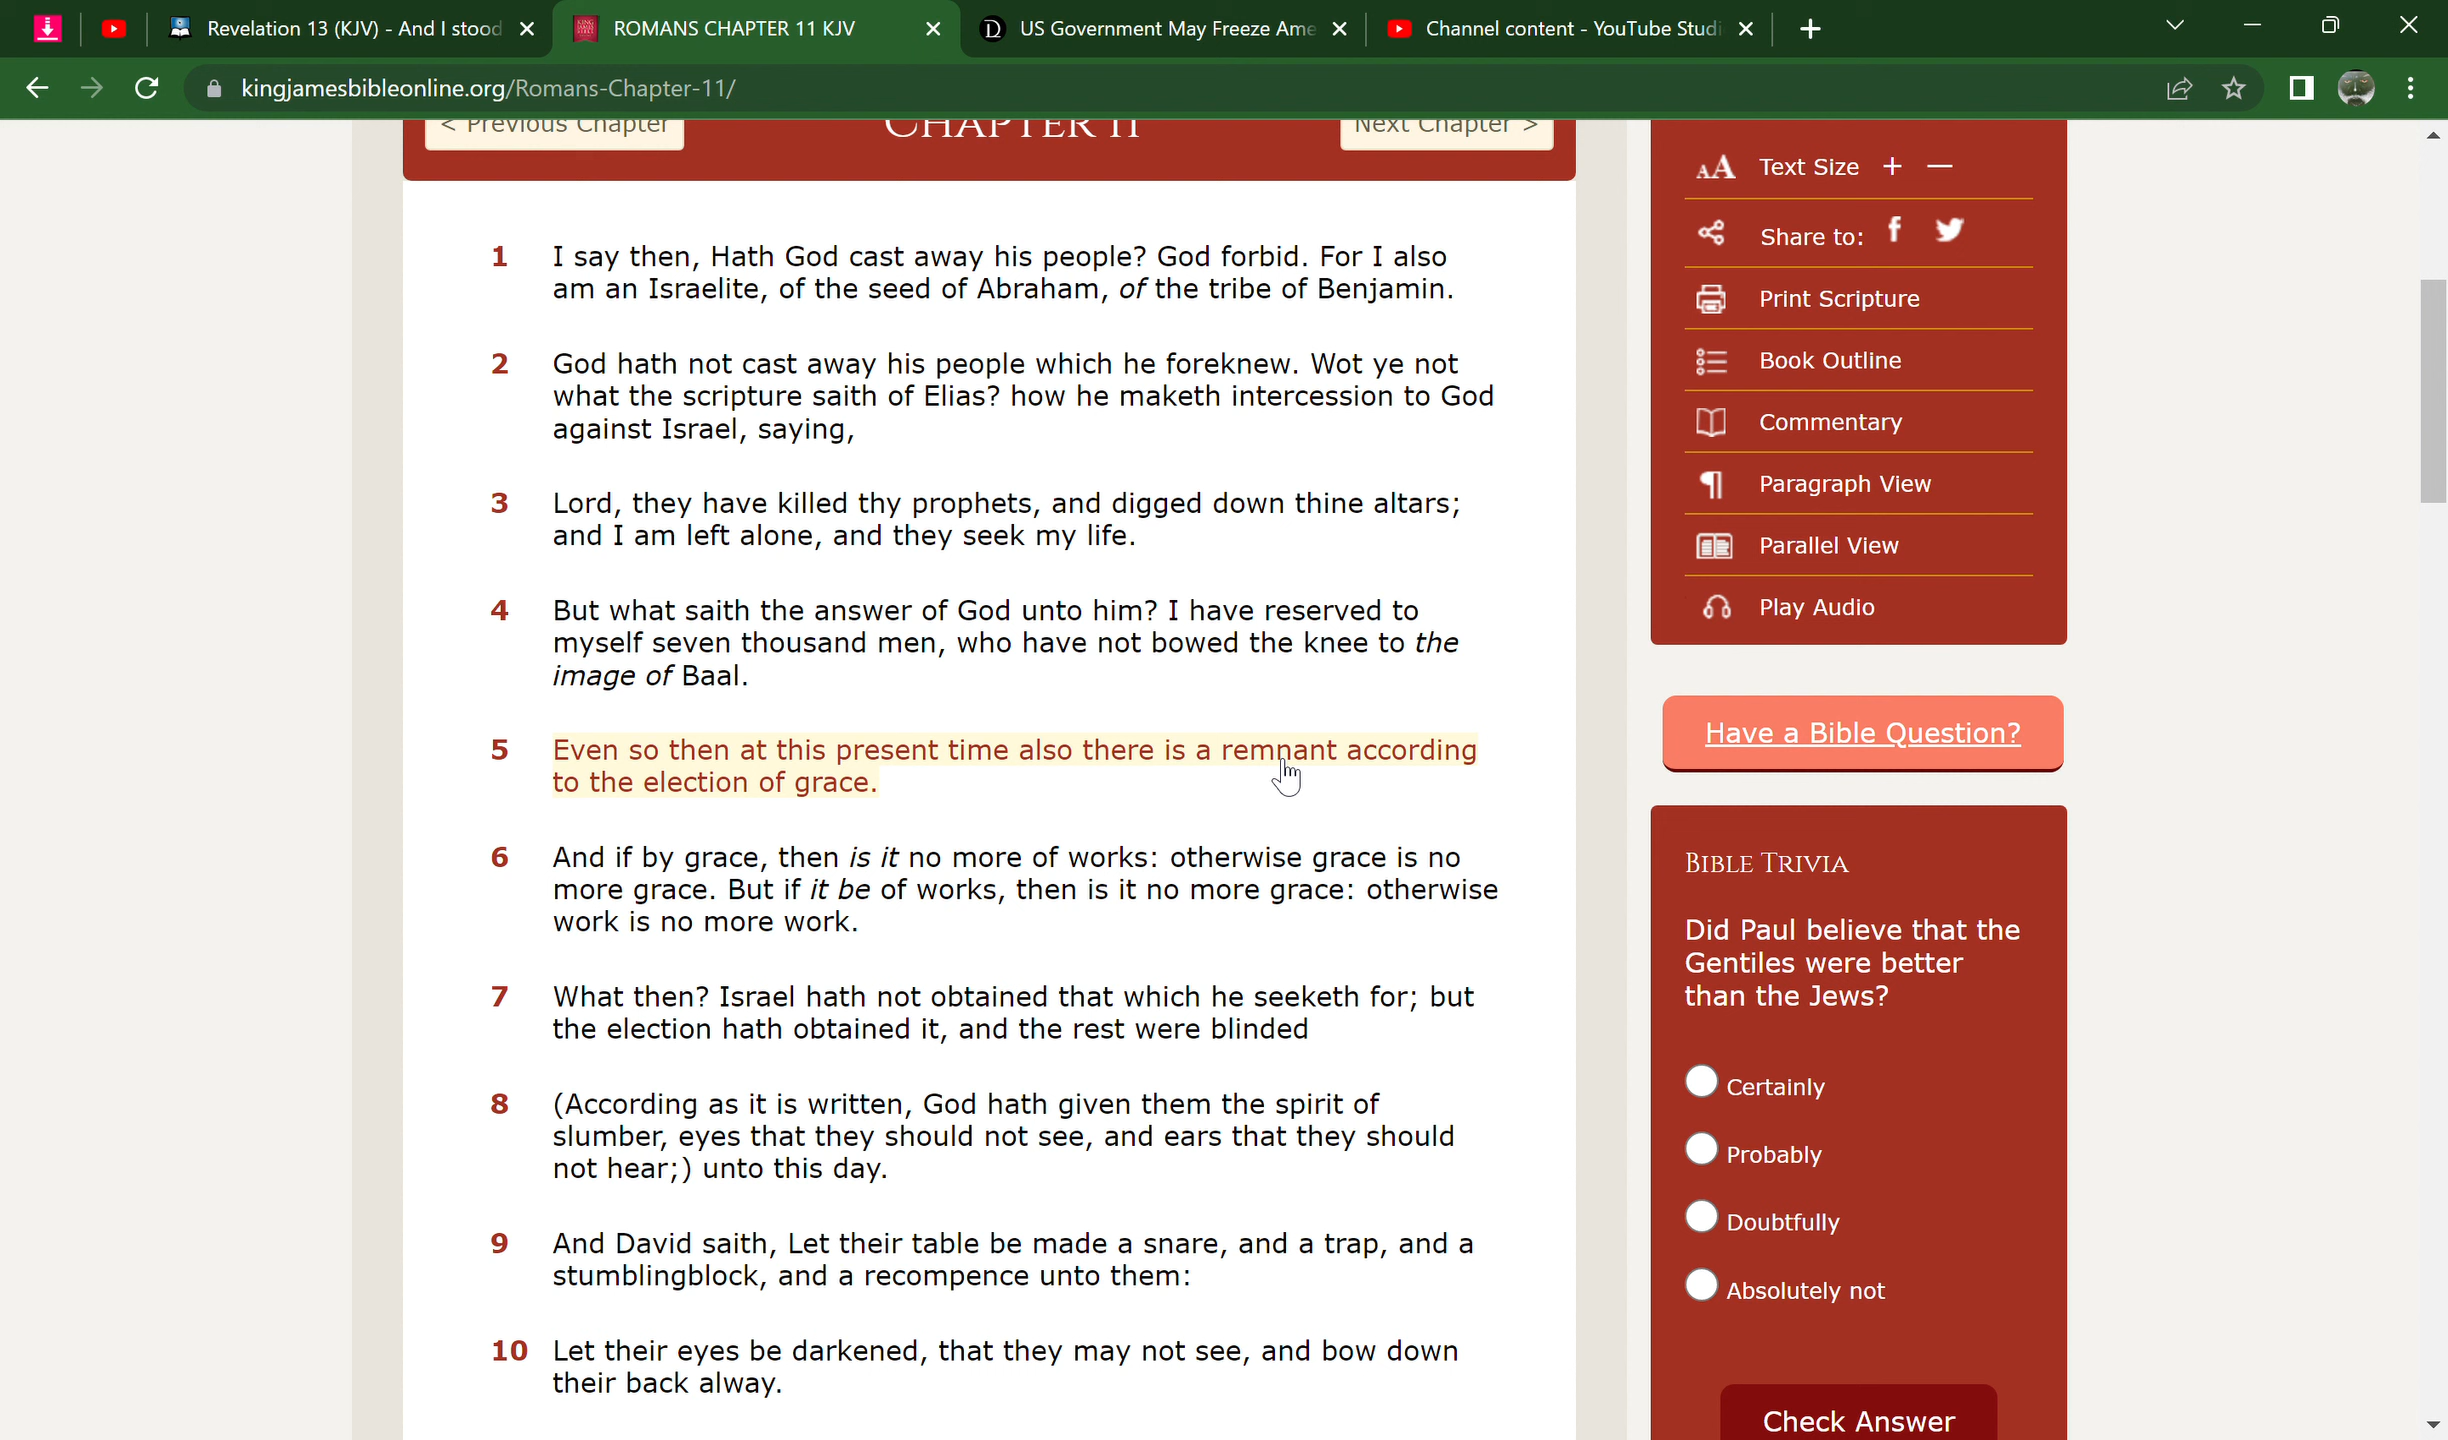 Revelation 13 (KJV) - And I stood
ROMANS CHAPTER 11 KJV
US Government May Freeze Ame
Channel content - YouTube Studi
kingjamesbibleonline.org/Romans-Chapter-11/
< Previous Chapter
CHAPTER 11
Next Chapter >
1 I say then, Hath God cast away his people? God forbid. For I also
am an Israelite, of the seed of Abraham, of the tribe of Benjamin.
2 God hath not cast away his people which he foreknew. Wot ye not
what the scripture saith of Elias? how he maketh intercession to God
against Israel, saying,
3 Lord, they have killed thy prophets, and digged down thine altars;
and I am left alone, and they seek my life.
4 But what saith the answer of God unto him? I have reserved to
myself seven thousand men, who have not bowed the knee to the
image of Baal.
5 Even so then at this present time also there is a remnant according
to the election of grace.
6 And if by grace, then is it no more of works: otherwise grace is no
more grace. But if it be of works, then is it no more grace: otherwise
work is no more work.
7 What then? Israel hath not obtained that which he seeketh for; but
the election hath obtained it, and the rest were blinded
8 (According as it is written, God hath given them the spirit of
slumber, eyes that they should not see, and ears that they should
not hear;) unto this day.
9 And David saith, Let their table be made a snare, and a trap, and a
stumblingblock, and a recompence unto them:
10 Let their eyes be darkened, that they may not see, and bow down
their back alway.
AA Text Size + —
Share to: f
Print Scripture
Book Outline
Commentary
¶ Paragraph View
Parallel View
Play Audio
Have a Bible Question?
BIBLE TRIVIA
Did Paul believe that the
Gentiles were better
than the Jews?
Certainly
Probably
Doubtfully
Absolutely not
Check Answer